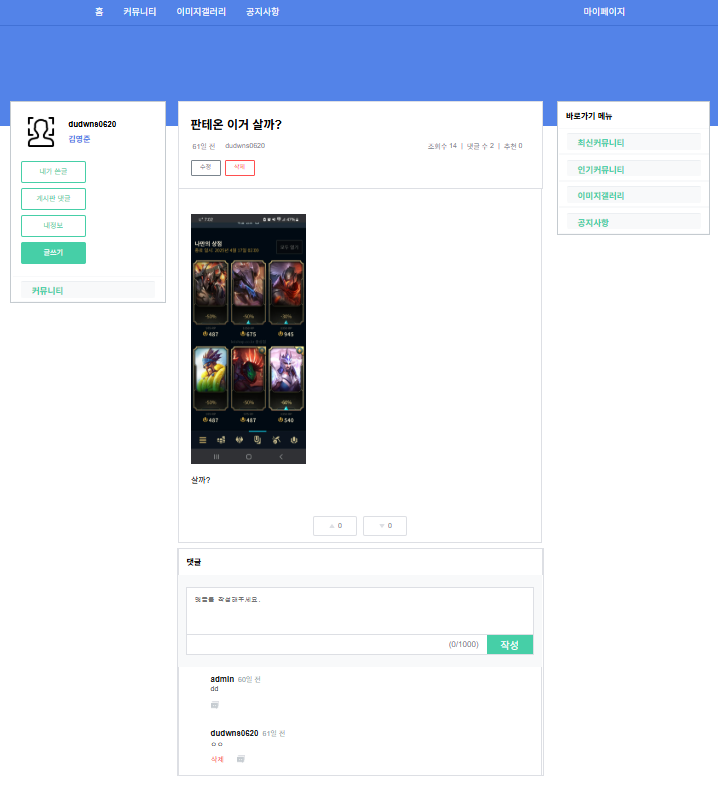 홈 커뮤니티 이미지갤러리 공지사항 마이페이지
dudwns0620
김영준
내가 쓴글
게시판 댓글
내정보
글쓰기
커뮤니티
판테온 이거 살까?
61일 전 dudwns0620
조회수 14 | 댓글 수 2 | 추천 0
수정 삭제
나만의 상점
-50% -50% -30%
487 675 945
-50% -50% -60%
487 487 540
살까?
▲ 0 ▼ 0
댓글
댓글을 작성해주세요.
(0/1000) 작성
admin 60일 전
dd
dudwns0620 61일 전
ㅇㅇ
삭제
바로가기 메뉴
최신커뮤니티
인기커뮤니티
이미지갤러리
공지사항